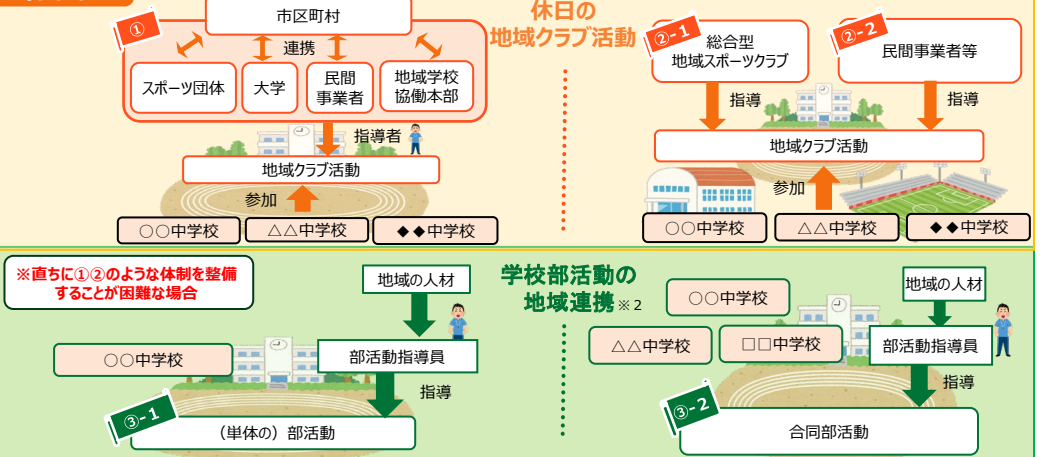 ①
市区町村
連携
スポーツ団体
大学
民間
事業者
地域学校
協働本部
指導者
地域クラブ活動
参加
○○中学校
△△中学校
◆◆中学校
休日の
地域クラブ活動
②-1
総合型
地域スポーツクラブ
②-2
民間事業者等
指導
指導
地域クラブ活動
参加
○○中学校
△△中学校
◆◆中学校
※直ちに①②のような体制を整備
することが困難な場合
学校部活動の
地域連携※2
地域の人材
○○中学校
部活動指導員
指導
③-1
（単体の）部活動
○○中学校
△△中学校
□□中学校
地域の人材
部活動指導員
指導
③-2
合同部活動